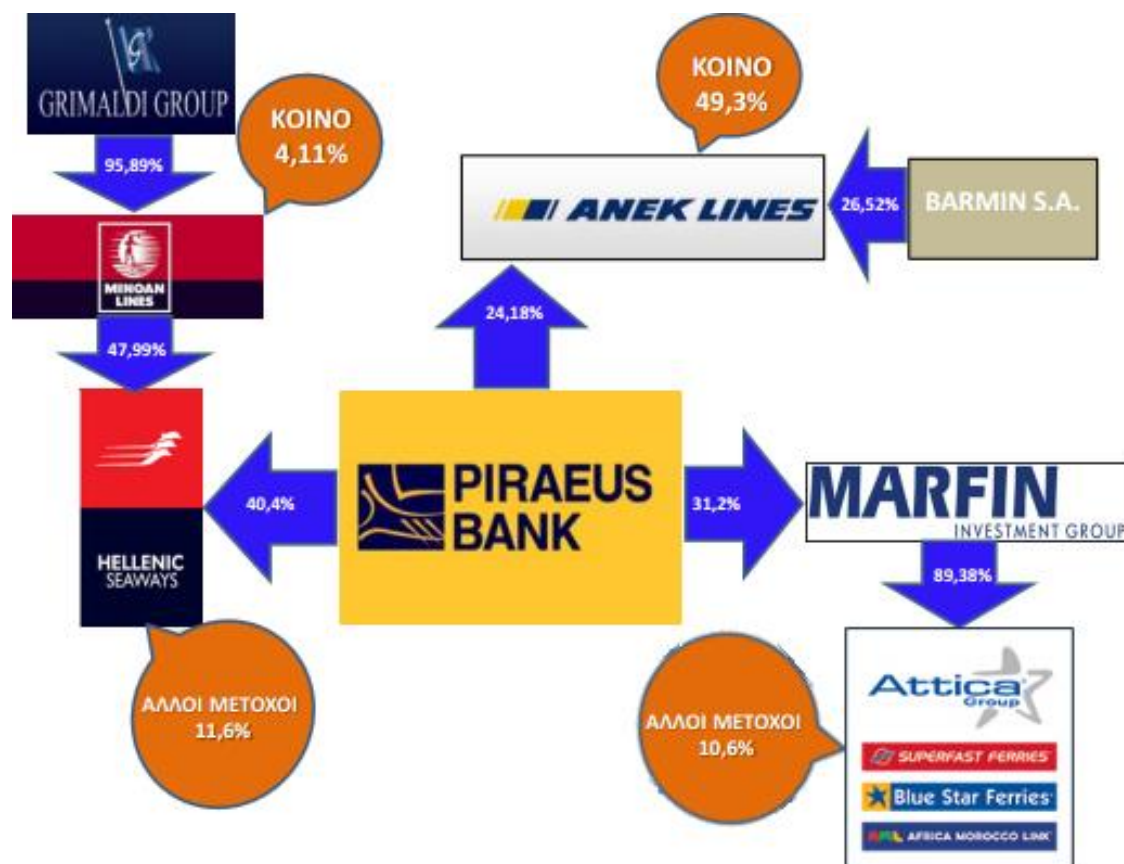 GRIMALDI GROUP
ΚΟΙΝΟ
4,11%
95,89%
MINOAN
LINES
47,99%
ΚΟΙΝΟ
49,3%
ANEK LINES
26,52%
BARMIN S.A.
24,18%
HELLENIC
SEAWAYS
40,4%
PIRAEUS
BANK
31,2%
MARFIN
INVESTMENT GROUP
89,38%
ΑΛΛΟΙ ΜΕΤΟΧΟΙ
11,6%
ΑΛΛΟΙ ΜΕΤΟΧΟΙ
10,6%
Attica
Group
SUPERFAST FERRIES
Blue Star Ferries
AML AFRICA MOROCCO LINK